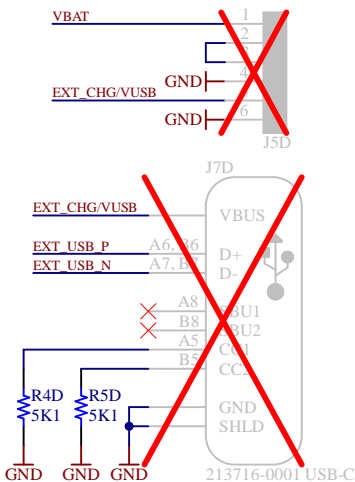 VBAT
1
2
3
GND
4
EXT_CHG/VUSB
GND
6
J5D
J7D
EXT_CHG/VUSB
VBUS
EXT_USB_P
A6, B6
D+
EXT_USB_N
A7, B7
D-
A8
SBU1
B8
SBU2
A5
CC1
B5
CC2
R4D
5K1
R5D
5K1
GND
SHLD
GND
GND
GND
213716-0001 USB-C